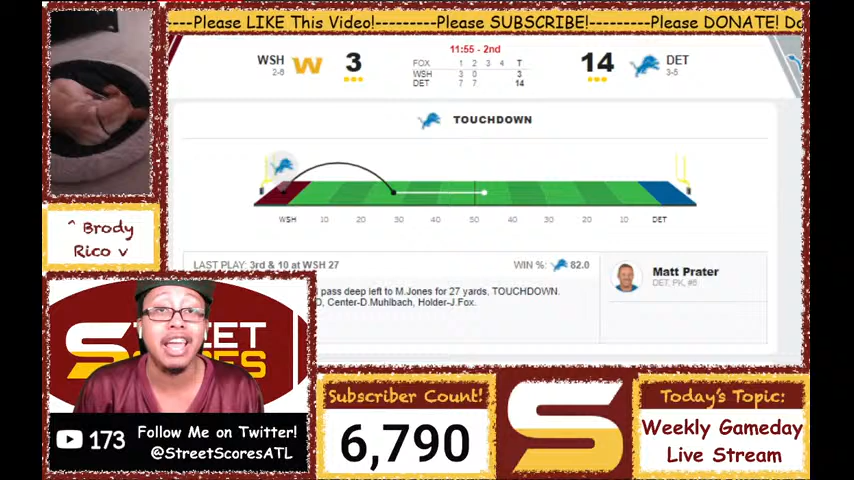 ---Please LIKE This Video!--------Please SUBSCRIBE!---------Please DONATE! Do
WSH
2-6
W
3
11:55 - 2nd
FOX 1 2 3 4 T
WSH 3 0 3
DET 7 7 14
14
DET
3-5
TOUCHDOWN
WSH 10 20 30 40 50 40 30 20 10 DET
^ Brody
Rico v
LAST PLAY: 3rd & 10 at WSH 27
WIN %: 82.0
pass deep left to M.Jones for 27 yards, TOUCHDOWN.
, Center-D.Muhlbach, Holder-J.Fox.
Matt Prater
DET, PK, #5
STREET
SCORES
173
Follow Me on Twitter!
@StreetScoresATL
Subscriber Count!
6,790
S
Today's Topic:
Weekly Gameday
Live Stream